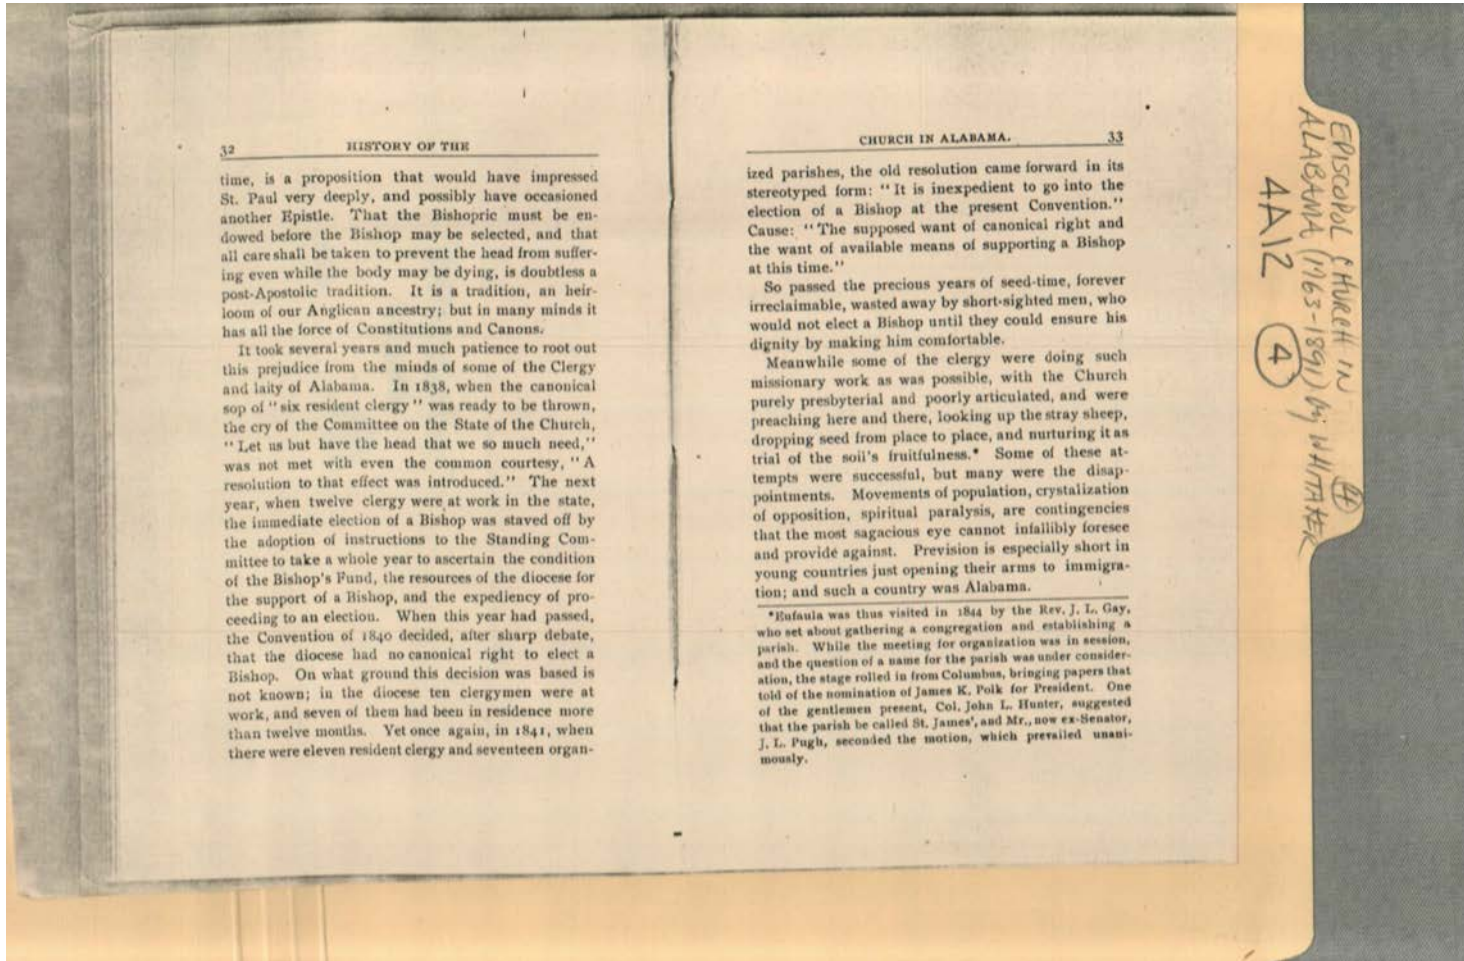 32 HISTORY OF THE
time, is a proposition that would have impressed
St. Paul very deeply, and possibly have occasioned
another Epistle. That the Bishopric must be en-
dowed before the Bishop may be selected, and that
all care shall be taken to prevent the head from suffer-
ing even while the body may be dying, is doubtless a
post-Apostolic tradition. It is a tradition, an heir-
loom of our Anglican ancestry; but in many minds it
has all the force of Constitutions and Canons.
It took several years and much patience to root out
this prejudice from the minds of some of the Clergy
and laity of Alabama. In 1838, when the canonical
sop of "six resident clergy" was ready to be thrown,
the cry of the Committee on the State of the Church,
"Let us but have the head that we so much need,"
was not met with even the common courtesy, "A
resolution to that effect was introduced." The next
year, when twelve clergy were at work in the state,
the immediate election of a Bishop was staved off by
the adoption of instructions to the Standing Com-
mittee to take a whole year to ascertain the condition
of the Bishop's Fund, the resources of the diocese for
the support of a Bishop, and the expediency of pro-
ceeding to an election. When this year had passed,
the Convention of 1840 decided, after sharp debate,
that the diocese had no canonical right to elect a
Bishop. On what ground this decision was based is
not known; in the diocese ten clergymen were at
work, and seven of them had been in residence more
than twelve months. Yet once again, in 1841, when
there were eleven resident clergy and seventeen organ-
CHURCH IN ALABAMA. 33
ized parishes, the old resolution came forward in its
stereotyped form: "It is inexpedient to go into the
election of a Bishop at the present Convention."
Cause: "The supposed want of canonical right and
the want of available means of supporting a Bishop
at this time."
So passed the precious years of seed-time, forever
irreclaimable, wasted away by short-sighted men, who
would not elect a Bishop until they could ensure his
dignity by making him comfortable.
Meanwhile some of the clergy were doing such
missionary work as was possible, with the Church
purely presbyterial and poorly articulated, and were
preaching here and there, looking up the stray sheep,
dropping seed from place to place, and nurturing it as
trial of the soil's fruitfulness.* Some of these at-
tempts were successful, but many were the disap-
pointments. Movements of population, crystalization
of opposition, spiritual paralysis, are contingencies
that the most sagacious eye cannot infallibly foresee
and provide against. Prevision is especially short in
young countries just opening their arms to immigra-
tion; and such a country was Alabama.
*Eufaula was thus visited in 1844 by the Rev. J. L. Gay,
who set about gathering a congregation and establishing a
parish. While the meeting for organization was in session,
and the question of a name for the parish was under consider-
ation, the stage rolled in from Columbus, bringing papers that
told of the nomination of James K. Polk for President. One
of the gentlemen present, Col. John L. Hunter, suggested
that the parish be called St. James', and Mr., now ex-Senator,
J. L. Pugh, seconded the motion, which prevailed unani-
mously.
EPISCOPOL CHURCH IN
ALABAMA (1763-1891) by WHITAKER
4A12 4